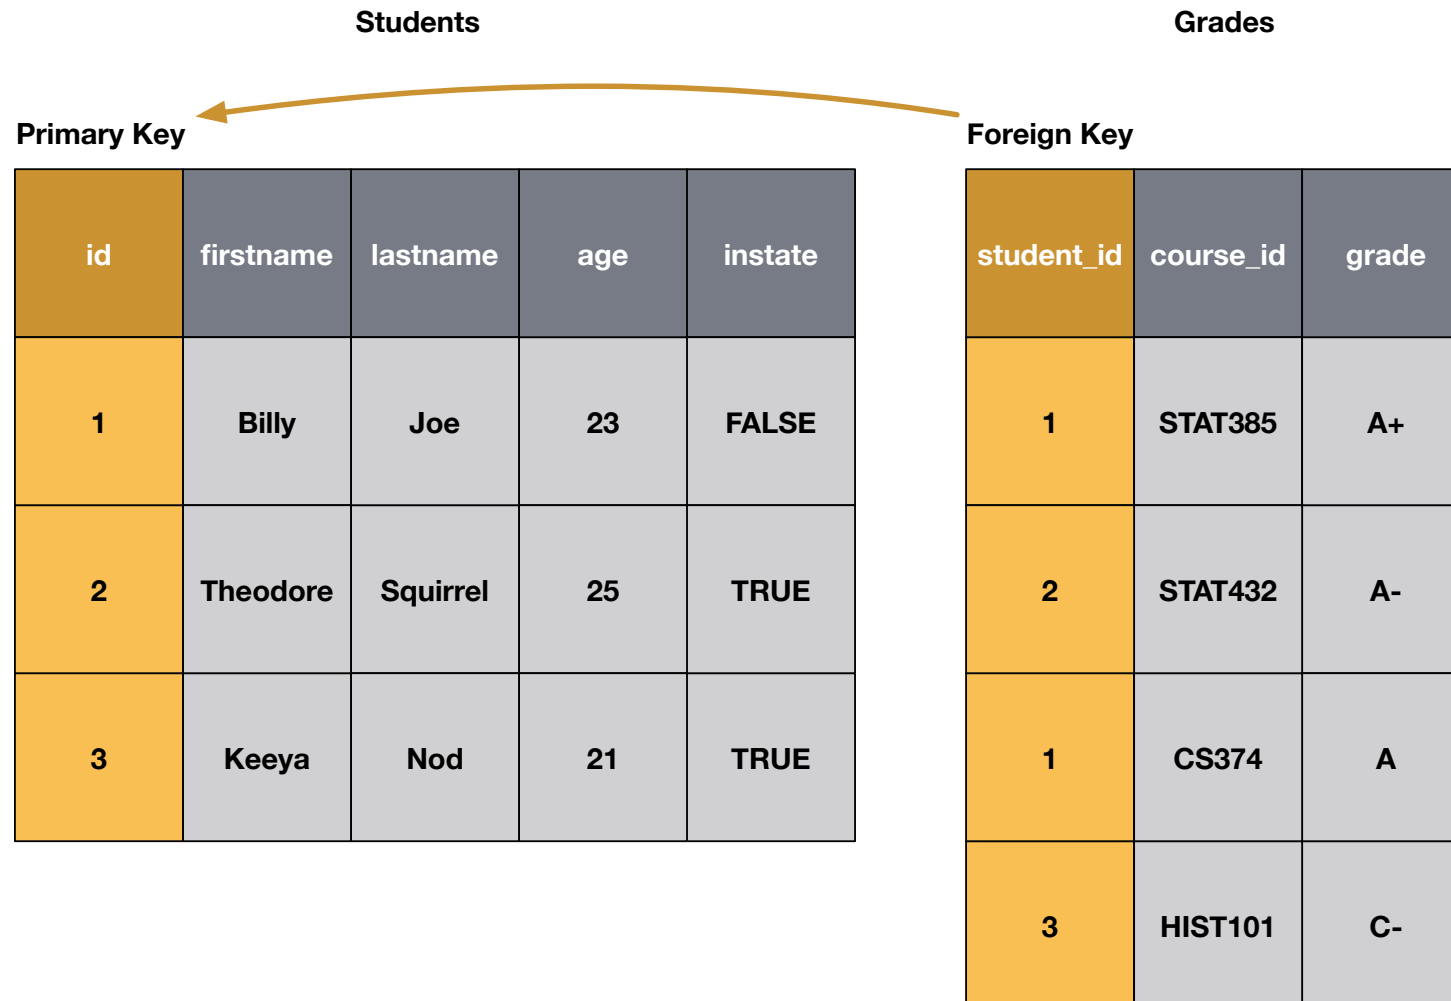 Students
Grades
Primary Key
Foreign Key
id firstname lastname age instate
1 Billy Joe 23 FALSE
2 Theodore Squirrel 25 TRUE
3 Keeya Nod 21 TRUE
student_id course_id grade
1 STAT385 A+
2 STAT432 A-
1 CS374 A
3 HIST101 C-